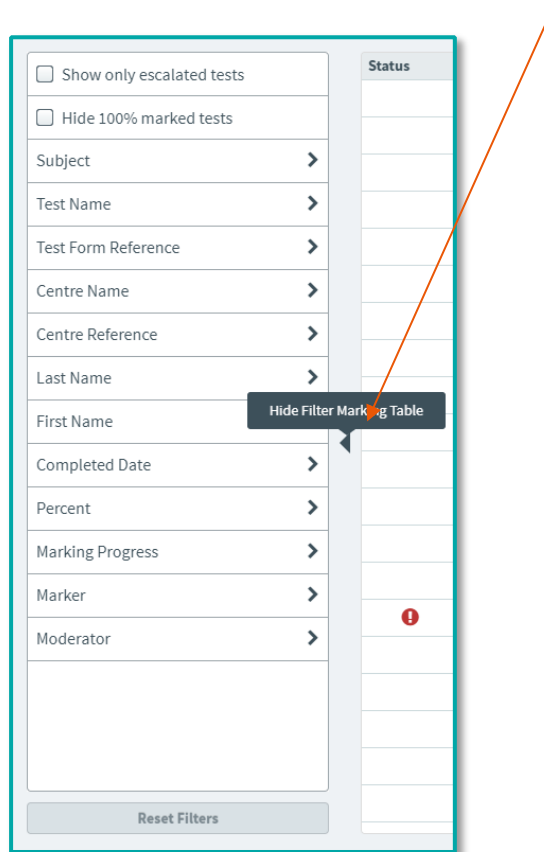 Show only escalated tests
Status
Hide 100% marked tests
Subject
Test Name
Test Form Reference
Centre Name
Centre Reference
Last Name
Hide Filter Marking Table
First Name
Completed Date
Percent
Marking Progress
Marker
Moderator
Reset Filters